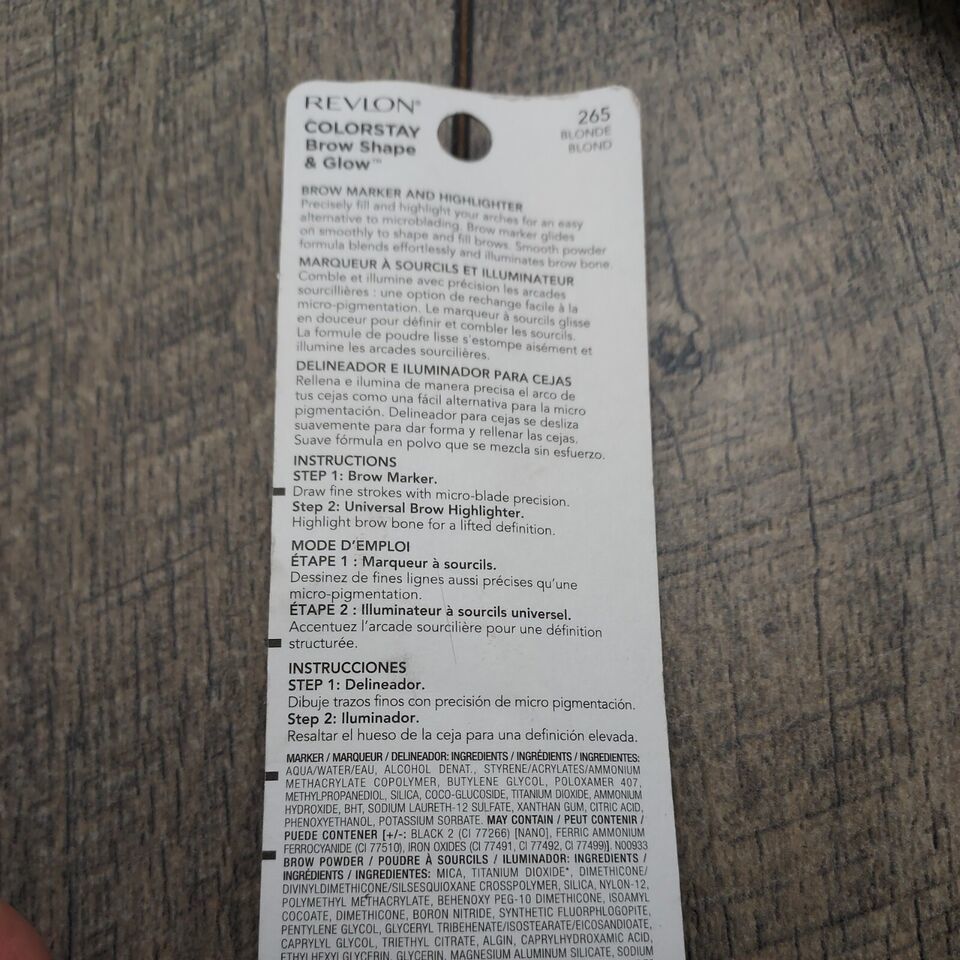 REVLON®
COLORSTAY
Brow Shape
& Glow™
265
BLONDE
BLOND
BROW MARKER AND HIGHLIGHTER
Precisely fill and highlight your arches for an easy
alternative to microblading. Brow marker glides
on smoothly to shape and fill brows. Smooth powder
formula blends effortlessly and illuminates brow bone.
MARQUEUR À SOURCILS ET ILLUMINATEUR
Comble et illumine avec précision les arcades
sourcillières : une option de rechange facile à la
micro-pigmentation. Le marqueur à sourcils glisse
en douceur pour définir et combler les sourcils.
La formule de poudre lisse s'estompe aisément et
illumine les arcades sourcilières.
DELINEADOR E ILUMINADOR PARA CEJAS
Rellena e ilumina de manera precisa el arco de
tus cejas como una fácil alternativa para la micro
pigmentación. Delineador para cejas se desliza
suavemente para dar forma y rellenar las cejas.
Suave fórmula en polvo que se mezcla sin esfuerzo.
INSTRUCTIONS
STEP 1: Brow Marker.
Draw fine strokes with micro-blade precision.
Step 2: Universal Brow Highlighter.
Highlight brow bone for a lifted definition.
MODE D'EMPLOI
ÉTAPE 1 : Marqueur à sourcils.
Dessinez de fines lignes aussi précises qu'une
micro-pigmentation.
ÉTAPE 2 : Illuminateur à sourcils universel.
Accentuez l'arcade sourcilière pour une définition
structurée.
INSTRUCCIONES
STEP 1: Delineador.
Dibuje trazos finos con precisión de micro pigmentación.
Step 2: Iluminador.
Resaltar el hueso de la ceja para una definición elevada.
MARKER / MARQUEUR / DELINEADOR: INGREDIENTS / INGRÉDIENTS / INGREDIENTES:
AQUA/WATER/EAU, ALCOHOL DENAT., STYRENE/ACRYLATES/AMMONIUM
METHACRYLATE COPOLYMER, BUTYLENE GLYCOL, POLOXAMER 407,
METHYLPROPANEDIOL, SILICA, COCO-GLUCOSIDE, TITANIUM DIOXIDE, AMMONIUM
HYDROXIDE, BHT, SODIUM LAURETH-12 SULFATE, XANTHAN GUM, CITRIC ACID,
PHENOXYETHANOL, POTASSIUM SORBATE. MAY CONTAIN / PEUT CONTENIR /
PUEDE CONTENER [+/-: BLACK 2 (CI 77266) [NANO], FERRIC AMMONIUM
FERROCYANIDE (CI 77510), IRON OXIDES (CI 77491, CI 77492, CI 77499)]. N00933
BROW POWDER / POUDRE À SOURCILS / ILUMINADOR: INGREDIENTS /
INGRÉDIENTS / INGREDIENTES: MICA, TITANIUM DIOXIDE*, DIMETHICONE/
DIVINYLDIMETHICONE/SILSESQUIOXANE CROSSPOLYMER, SILICA, NYLON-12,
POLYMETHYL METHACRYLATE, BEHENOXY PEG-10 DIMETHICONE, ISOAMYL
COCOATE, DIMETHICONE, BORON NITRIDE, SYNTHETIC FLUORPHLOGOPITE,
PENTYLENE GLYCOL, GLYCERYL TRIBEHENATE/ISOSTEARATE/EICOSANDIOATE,
CAPRYLYL GLYCOL, TRIETHYL CITRATE, ALGIN, CAPRYLHYDROXAMIC ACID,
ETHYLHEXYLGLYCERIN, GLYCERIN, MAGNESIUM ALUMINUM SILICATE, SODIUM